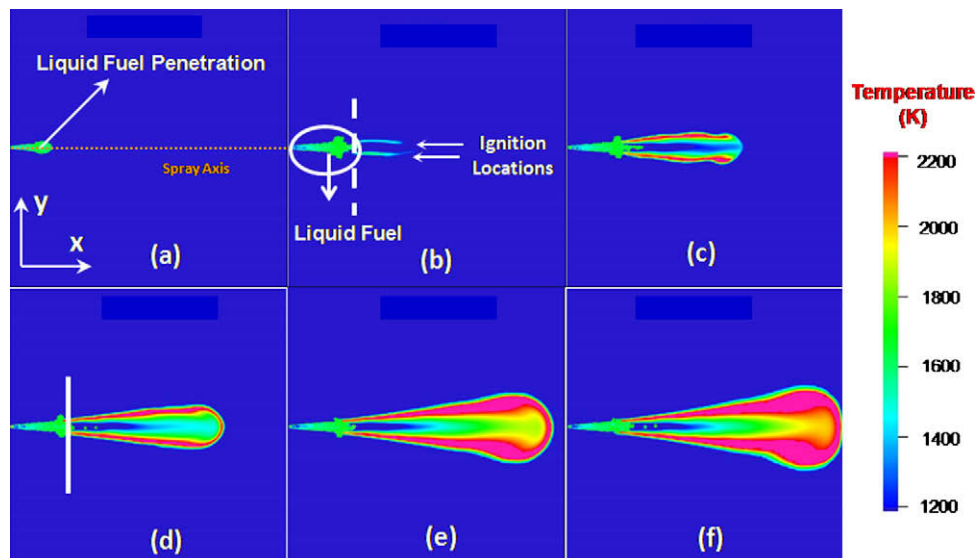 Liquid Fuel Penetration
Spray Axis
y
x
(a)
Ignition
Locations
Liquid Fuel
(b)
(c)
(d)
(e)
(f)
Temperature
(K)
2200
2000
1800
1600
1400
1200